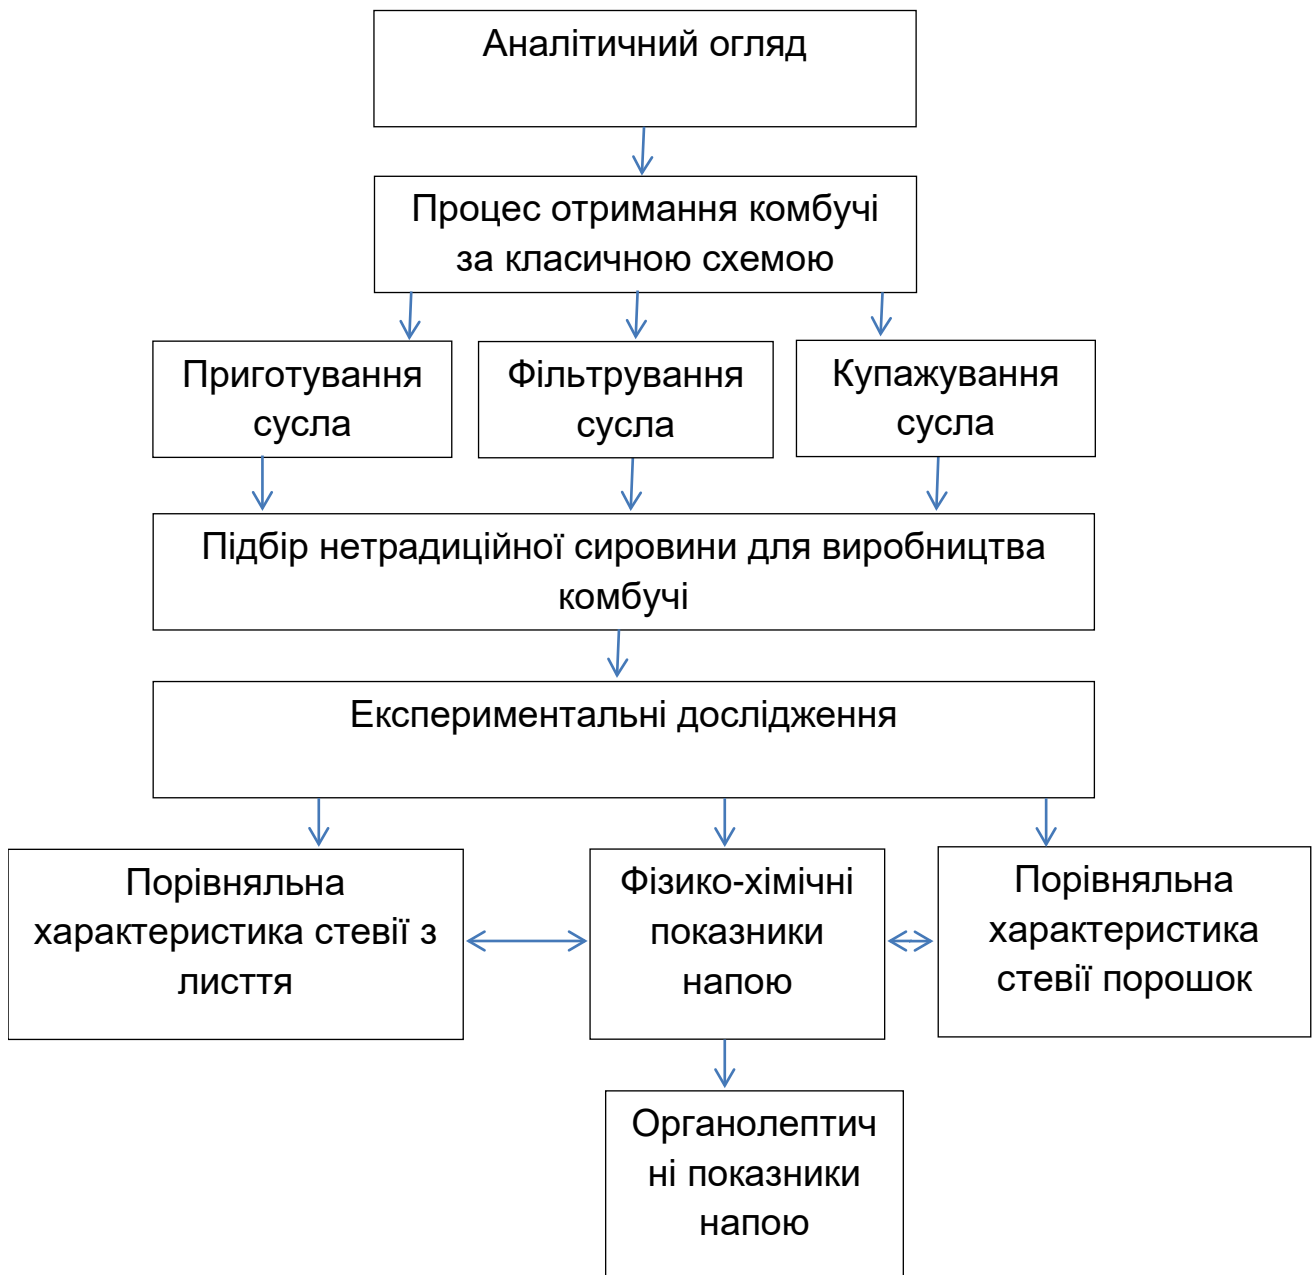 Аналітичний огляд
Процес отримання комбучі
за класичною схемою
Приготування
сусла
Фільтрування
сусла
Купажування
сусла
Підбір нетрадиційної сировини для виробництва
комбучі
Експериментальні дослідження
Порівняльна
характеристика стевії з
лисття
Фізико-хімічні
показники
напою
Порівняльна
характеристика
стевії порошок
Органолептич
ні показники
напою